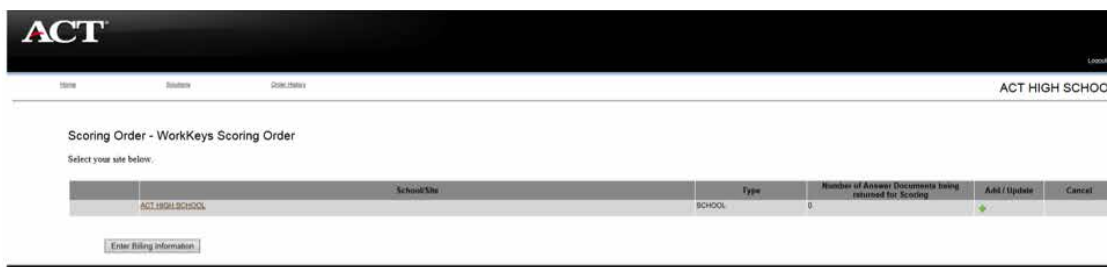 ACT
Logout
Home Solutions Order History
ACT HIGH SCHOO
Scoring Order - WorkKeys Scoring Order
Select your site below.
School/Site Type Number of Answer Documents being returned for Scoring Add / Update Cancel
ACT HIGH SCHOOL SCHOOL 0
Enter Billing Information